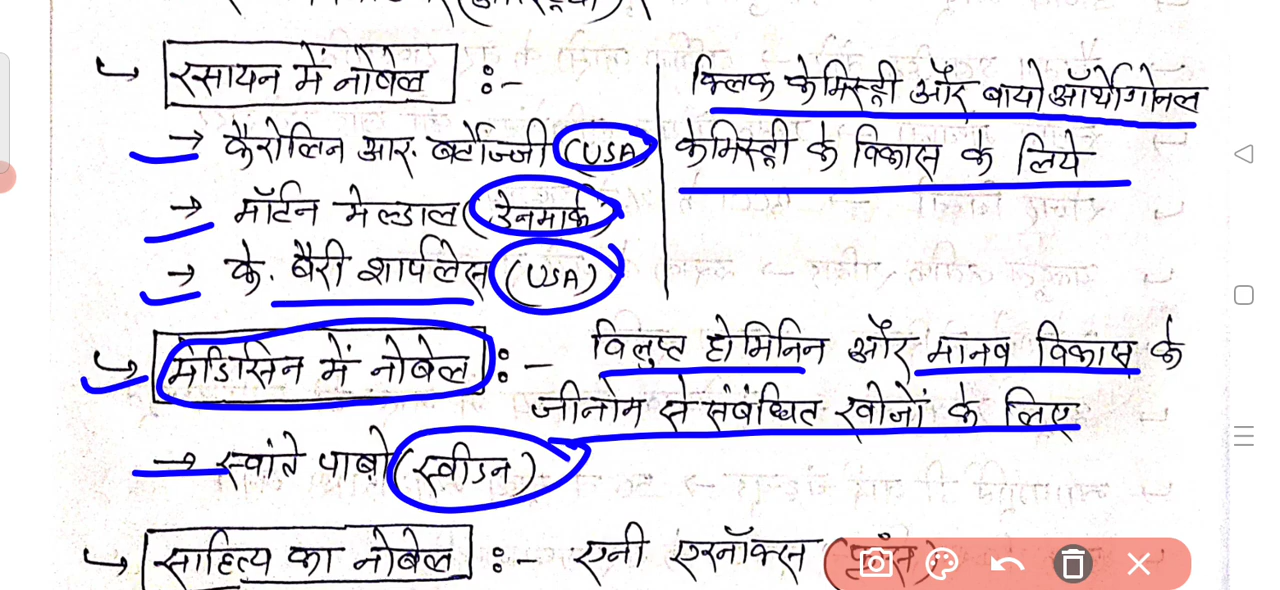 रसायन में नोबेल :-
→ कैरोलिन आर. बर्टोज्जी (USA)
→ मॉर्टन मेल्डाल (डेनमार्क)
→ के. बैरी शार्पलेस (USA)
क्लिक केमिस्ट्री और बायोऑर्थोगोनल
केमिस्ट्री के विकास के लिये
मेडिसिन में नोबेल :- विलुप्त होमिनिन और मानव विकास के
जीनोम से संबंधित खोजों के लिए
→ स्वांते पाबो (स्वीडन)
साहित्य का नोबेल :- एनी एरनॉक्स (फ्रांस)